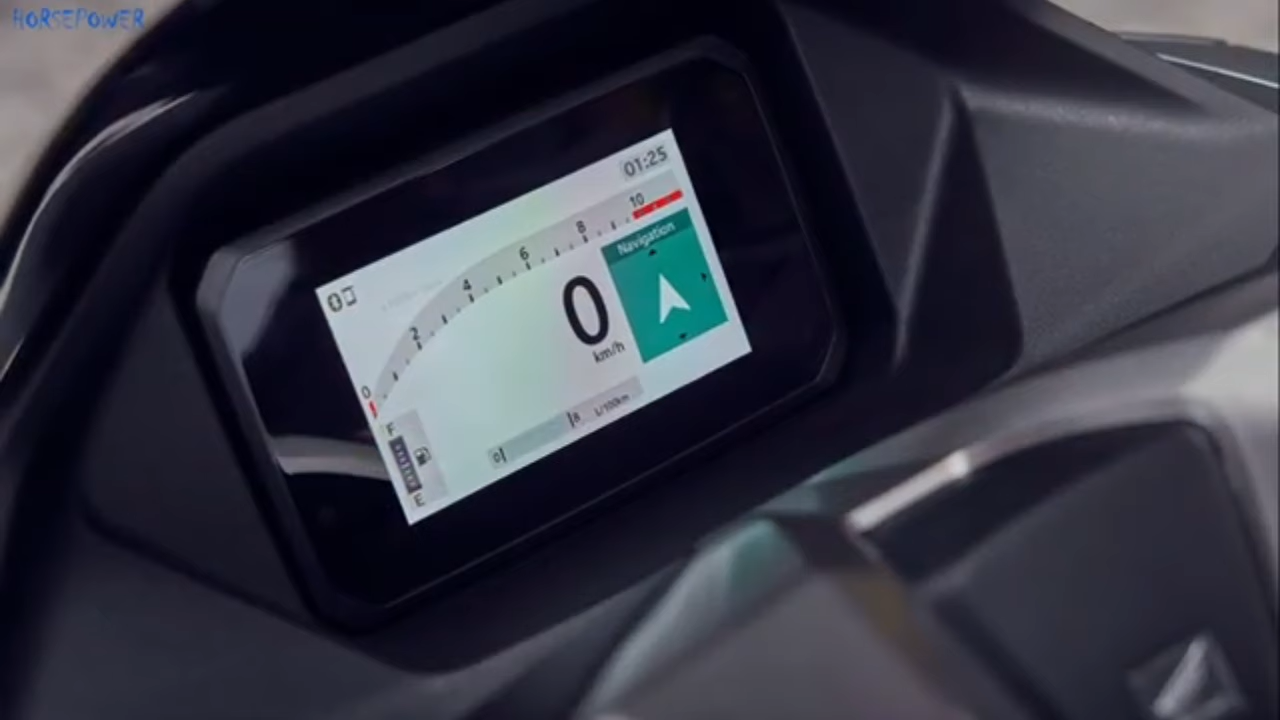 HORSEPOWER
01:25
0 2 4 6 8 10
Navigation
0
km/h
F
E
0 8 L/100km